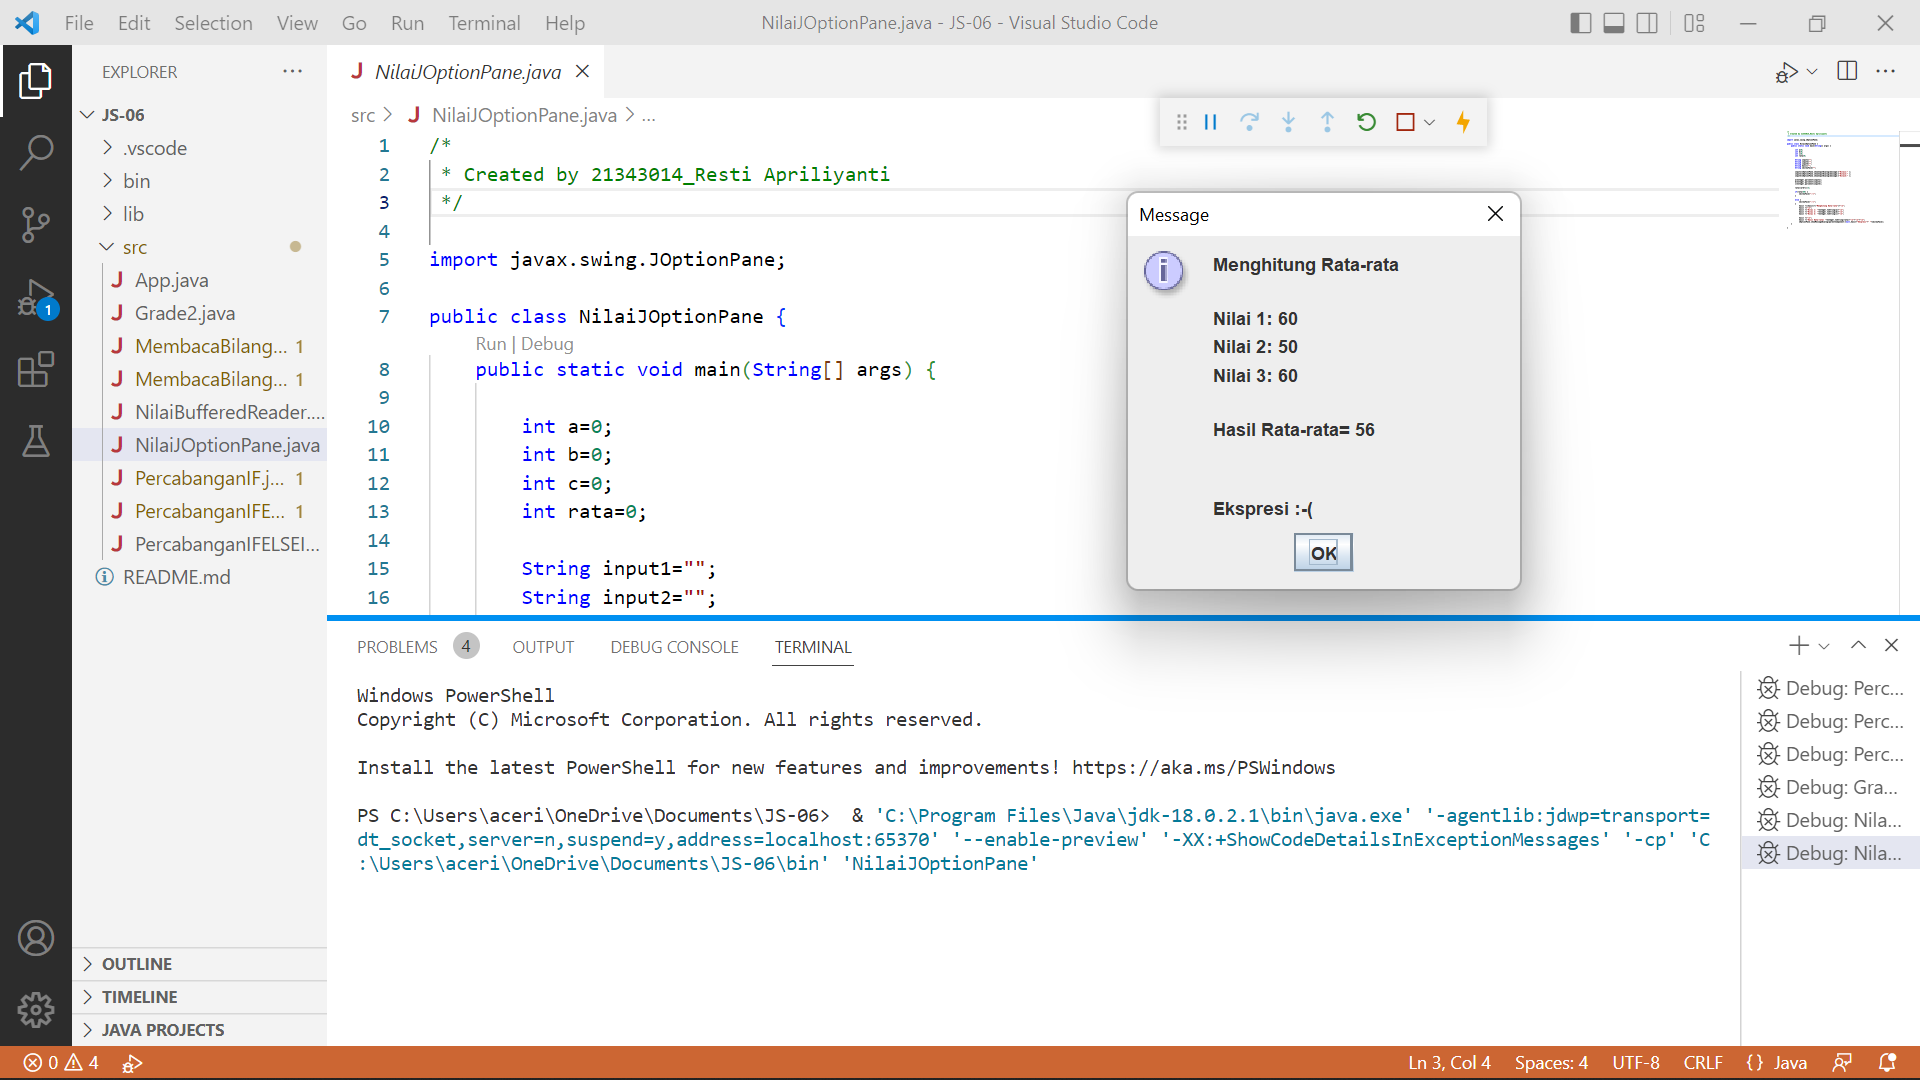 File Edit Selection View Go Run Terminal Help
NilaiJOptionPane.java - JS-06 - Visual Studio Code
EXPLORER
JS-06
.vscode
bin
lib
src
App.java
Grade2.java
MembacaBilang... 1
MembacaBilang... 1
NilaiBufferedReader....
NilaiJOptionPane.java
PercabanganIF.j... 1
PercabanganIFE... 1
PercabanganIFELSEI...
README.md
OUTLINE
TIMELINE
JAVA PROJECTS
1
NilaiJOptionPane.java
src > NilaiJOptionPane.java > ...
1 /*
2 * Created by 21343014_Resti Apriliyanti
3 */
4
5 import javax.swing.JOptionPane;
6
7 public class NilaiJOptionPane {
Run | Debug
8 public static void main(String[] args) {
9
10 int a=0;
11 int b=0;
12 int c=0;
13 int rata=0;
14
15 String input1="";
16 String input2="";
Message
Menghitung Rata-rata
Nilai 1: 60
Nilai 2: 50
Nilai 3: 60
Hasil Rata-rata= 56
Ekspresi :-(
OK
PROBLEMS 4 OUTPUT DEBUG CONSOLE TERMINAL
Windows PowerShell
Copyright (C) Microsoft Corporation. All rights reserved.
Install the latest PowerShell for new features and improvements! https://aka.ms/PSWindows
PS C:\Users\aceri\OneDrive\Documents\JS-06>  & 'C:\Program Files\Java\jdk-18.0.2.1\bin\java.exe' '-agentlib:jdwp=transport=
dt_socket,server=n,suspend=y,address=localhost:65370' '--enable-preview' '-XX:+ShowCodeDetailsInExceptionMessages' '-cp' 'C
:\Users\aceri\OneDrive\Documents\JS-06\bin' 'NilaiJOptionPane'
Debug: Perc...
Debug: Perc...
Debug: Perc...
Debug: Gra...
Debug: Nila...
Debug: Nila...
0 4
Ln 3, Col 4 Spaces: 4 UTF-8 CRLF {} Java